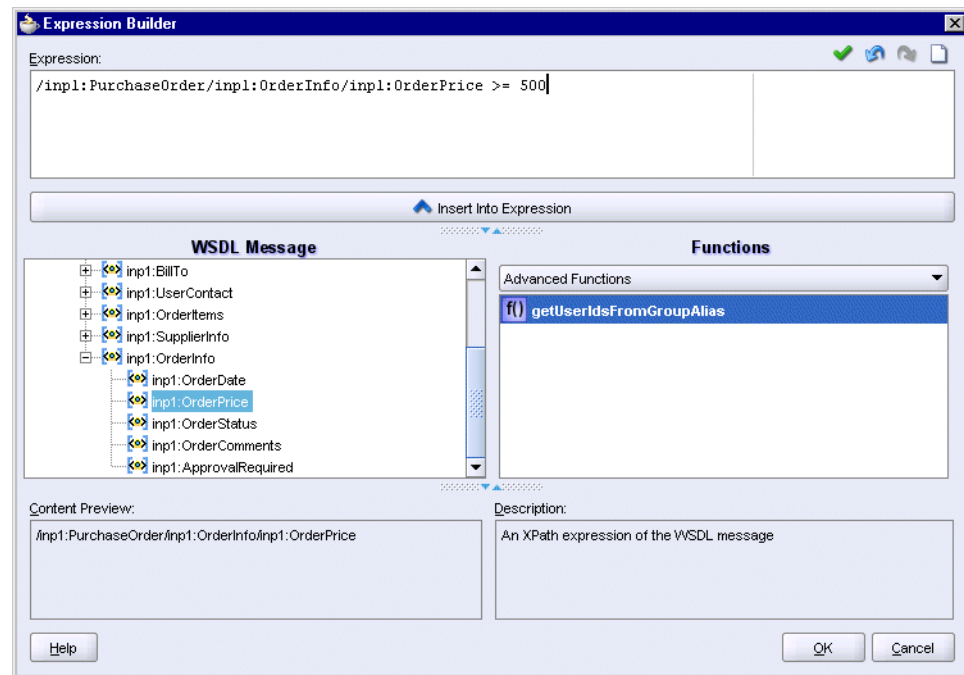 Expression Builder
Expression:
/inp1:PurchaseOrder/inp1:OrderInfo/inp1:OrderPrice >= 500
Insert Into Expression
WSDL Message
Functions
inp1:BillTo
inp1:UserContact
inp1:OrderItems
inp1:SupplierInfo
inp1:OrderInfo
inp1:OrderDate
inp1:OrderPrice
inp1:OrderStatus
inp1:OrderComments
inp1:ApprovalRequired
Advanced Functions
f() getUserIdsFromGroupAlias
Content Preview:
/inp1:PurchaseOrder/inp1:OrderInfo/inp1:OrderPrice
Description:
An XPath expression of the WSDL message
Help
OK
Cancel